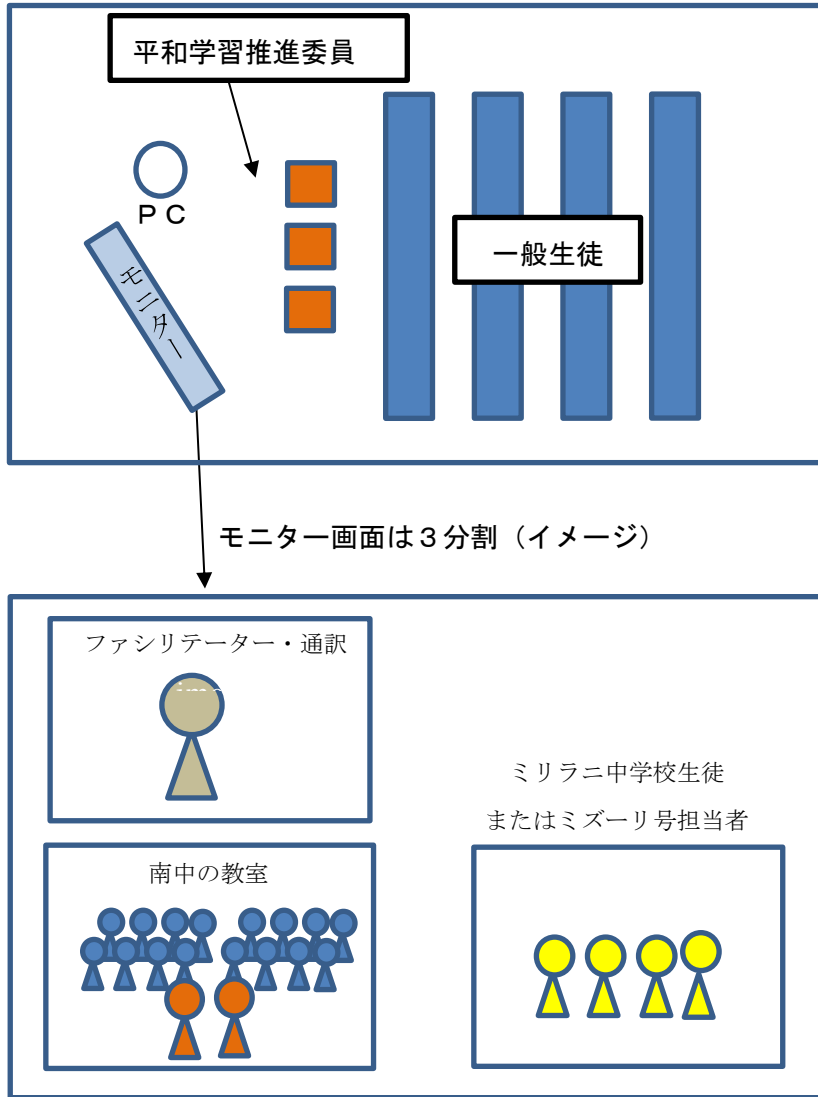 平和学習推進委員
ＰＣ
モニター
一般生徒
モニター画面は３分割（イメージ）
ファシリテーター・通訳
ミリラニ中学校生徒
またはミズーリ号担当者
南中の教室